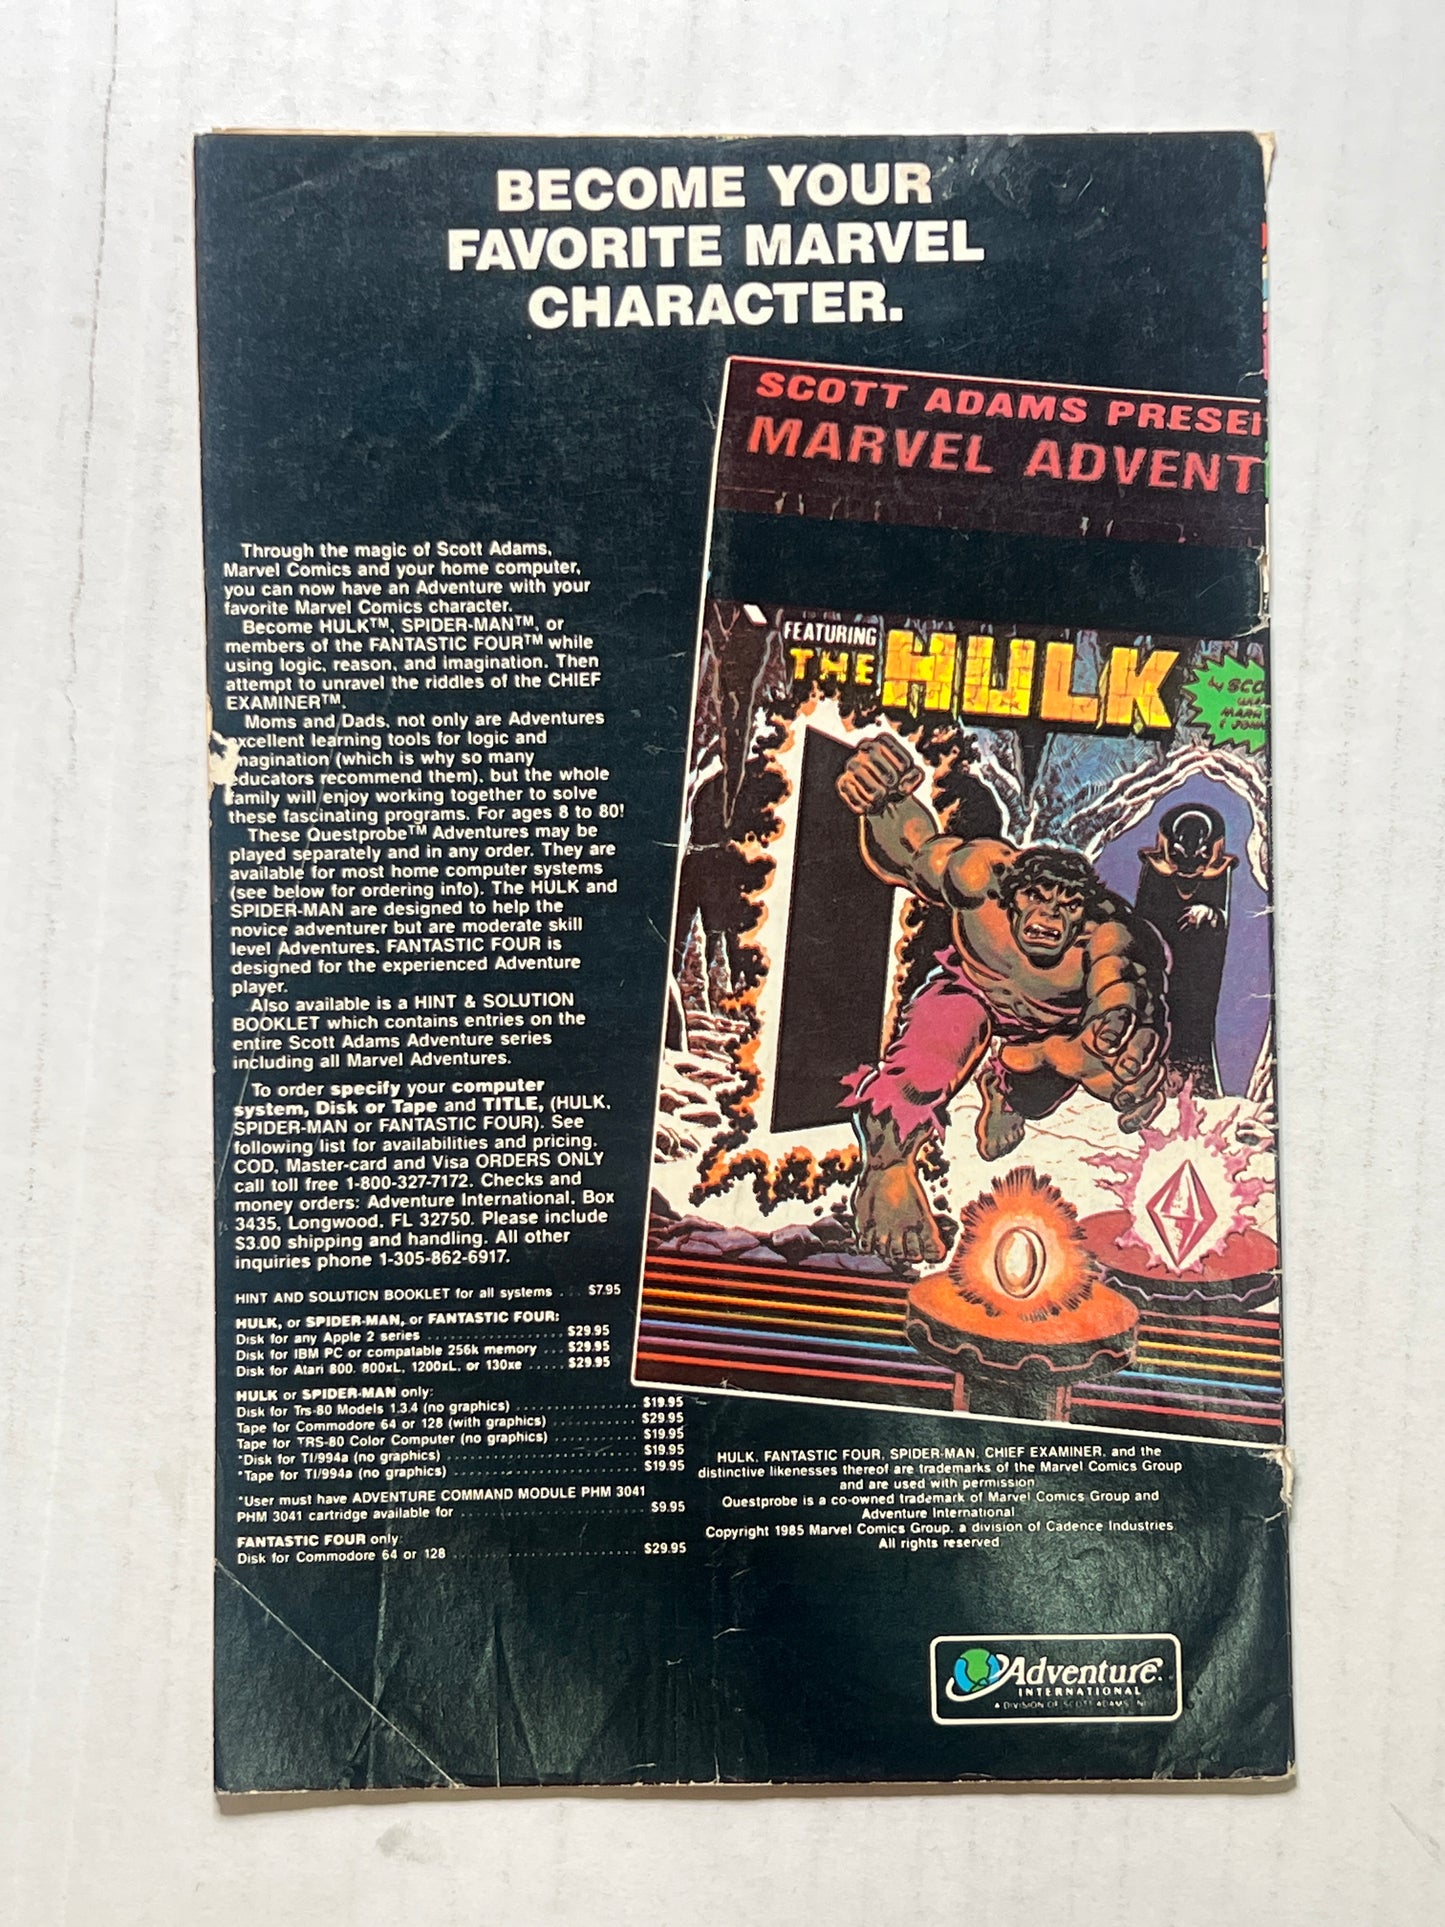 BECOME YOUR
FAVORITE MARVEL
CHARACTER.
SCOTT ADAMS PRESE
MARVEL ADVENT
FEATURING
THE HULK
by SCO
MARV
& JOHN
Through the magic of Scott Adams,
Marvel Comics and your home computer,
you can now have an Adventure with your
favorite Marvel Comics character.
Become HULK™, SPIDER-MAN™, or
members of the FANTASTIC FOUR™ while
using logic, reason, and imagination. Then
attempt to unravel the riddles of the CHIEF
EXAMINER™.
Moms and Dads, not only are Adventures
xcellent learning tools for logic and
magination (which is why so many
educators recommend them), but the whole
family will enjoy working together to solve
these fascinating programs. For ages 8 to 80!
These Questprobe™ Adventures may be
played separately and in any order. They are
available for most home computer systems
(see below for ordering info). The HULK and
SPIDER-MAN are designed to help the
novice adventurer but are moderate skill
level Adventures. FANTASTIC FOUR is
designed for the experienced Adventure
player.
Also available is a HINT & SOLUTION
BOOKLET which contains entries on the
entire Scott Adams Adventure series
including all Marvel Adventures.
To order specify your computer
system, Disk or Tape and TITLE, (HULK,
SPIDER-MAN or FANTASTIC FOUR). See
following list for availabilities and pricing.
COD, Master-card and Visa ORDERS ONLY
call toll free 1-800-327-7172. Checks and
money orders: Adventure International, Box
3435, Longwood, FL 32750. Please include
$3.00 shipping and handling. All other
inquiries phone 1-305-862-6917.
HINT AND SOLUTION BOOKLET for all systems . . . $7.95
HULK, or SPIDER-MAN, or FANTASTIC FOUR:
Disk for any Apple 2 series . . . . . $29.95
Disk for IBM PC or compatable 256k memory . . . $29.95
Disk for Atari 800, 800xL, 1200xL, or 130xe . . . . . $29.95
HULK or SPIDER-MAN only:
Disk for Trs-80 Models 1,3,4 (no graphics) . . . . . $19.95
Tape for Commodore 64 or 128 (with graphics) . . . . . $29.95
Tape for TRS-80 Color Computer (no graphics) . . . . . $19.95
*Disk for TI/994a (no graphics) . . . . . $19.95
*Tape for TI/994a (no graphics) . . . . . $19.95
*User must have ADVENTURE COMMAND MODULE PHM 3041
PHM 3041 cartridge available for . . . . . $9.95
FANTASTIC FOUR only:
Disk for Commodore 64 or 128 . . . . . $29.95
HULK, FANTASTIC FOUR, SPIDER-MAN, CHIEF EXAMINER, and the
distinctive likenesses thereof are trademarks of the Marvel Comics Group
and are used with permission
Questprobe is a co-owned trademark of Marvel Comics Group and
Adventure International
Copyright 1985 Marvel Comics Group, a division of Cadence Industries
All rights reserved
Adventure
INTERNATIONAL
A DIVISION OF SCOTT ADAMS, IN